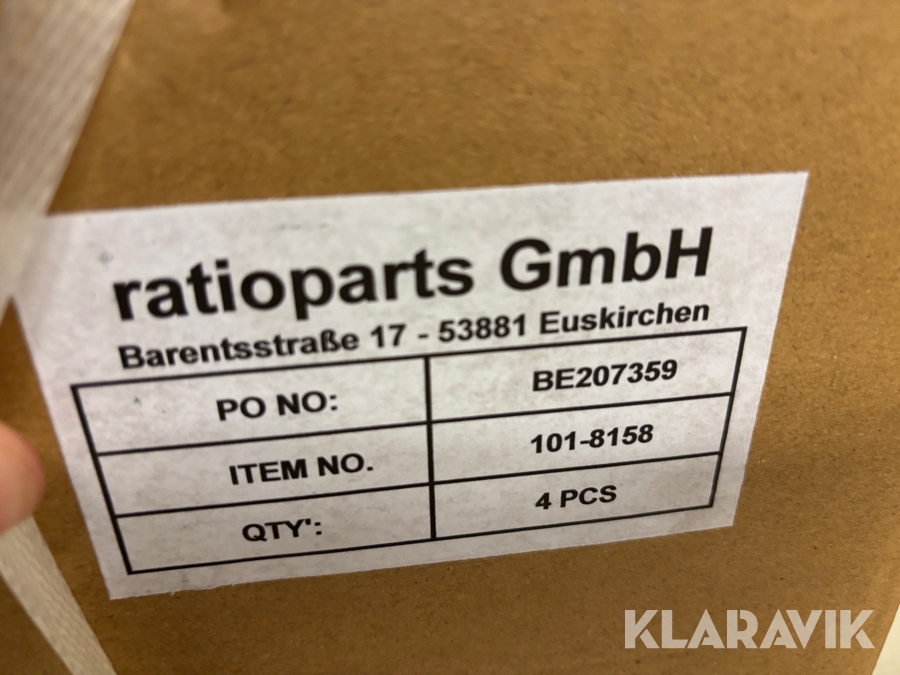 ratioparts GmbH
Barentsstraße 17 - 53881 Euskirchen
PO NO: BE207359
ITEM NO. 101-8158
QTY': 4 PCS
KLARAVIK